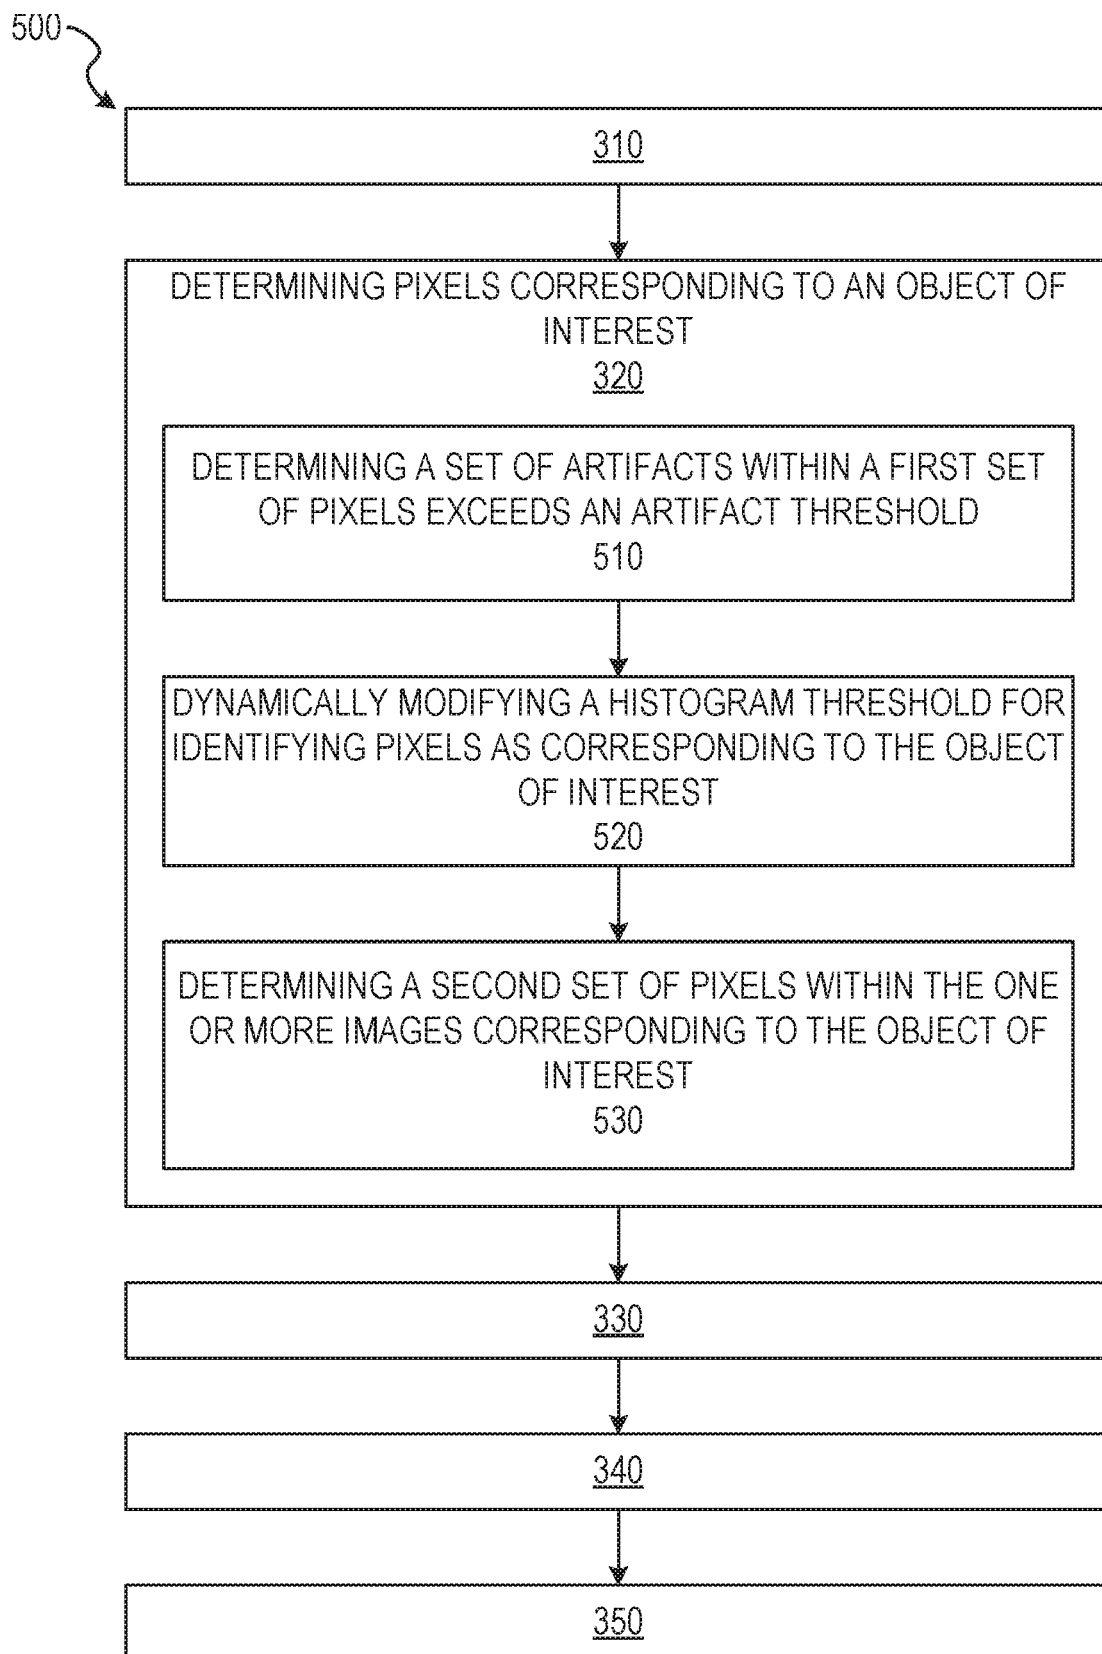 500
310
DETERMINING PIXELS CORRESPONDING TO AN OBJECT OF
INTEREST
320
DETERMINING A SET OF ARTIFACTS WITHIN A FIRST SET
OF PIXELS EXCEEDS AN ARTIFACT THRESHOLD
510
DYNAMICALLY MODIFYING A HISTOGRAM THRESHOLD FOR
IDENTIFYING PIXELS AS CORRESPONDING TO THE OBJECT
OF INTEREST
520
DETERMINING A SECOND SET OF PIXELS WITHIN THE ONE
OR MORE IMAGES CORRESPONDING TO THE OBJECT OF
INTEREST
530
330
340
350